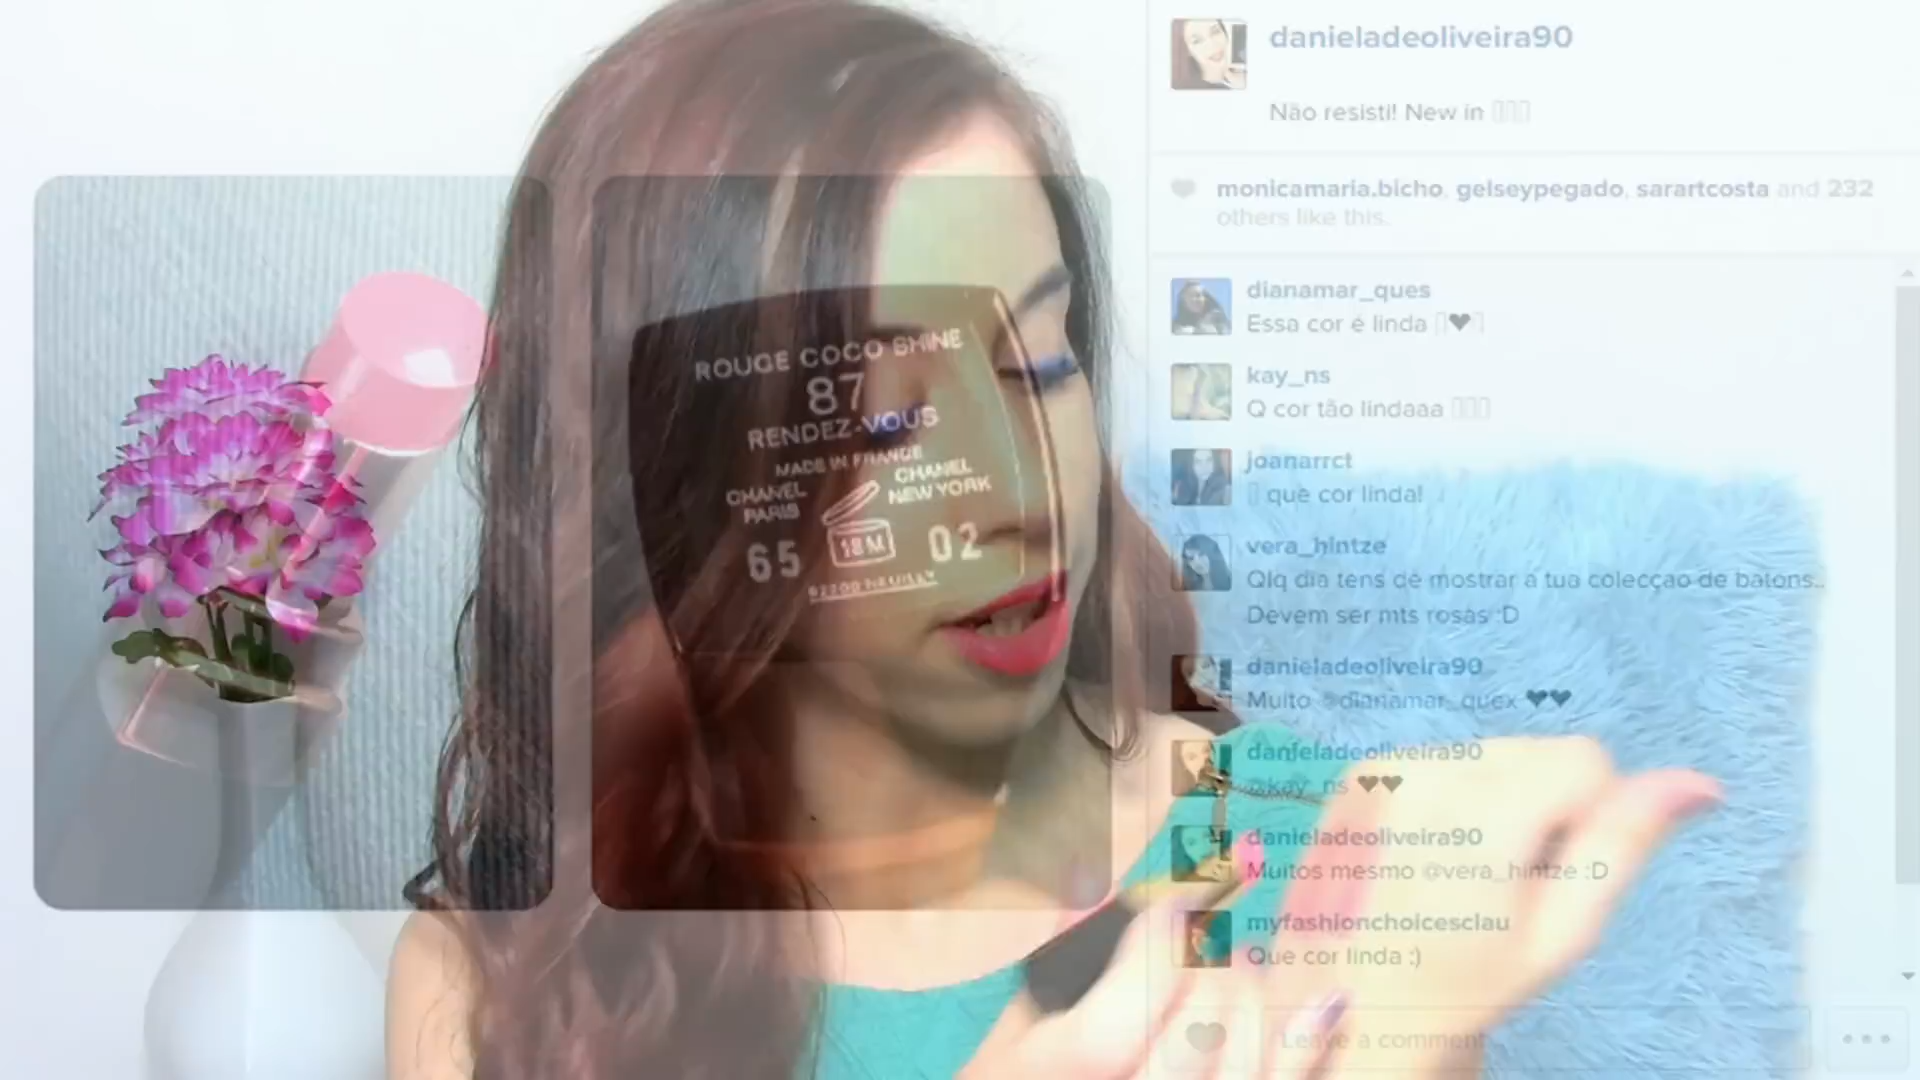 danieladeoliveira90
Não resisti! New in
monicamaria.bicho, gelseypegado, sarartcosta and 232
others like this.
ROUGE COCO SHINE
87
RENDEZ-VOUS
MADE IN FRANCE
CHANEL
PARIS
CHANEL
NEW YORK
65
18M
02
92200 NEUILLY
dianamar_ques
Essa cor é linda ❤
kay_ns
Q cor tão lindaaa
joanarrct
que cor linda!
vera_hintze
Qlq dia tens de mostrar a tua colecçao de batons..
Devem ser mts rosas :D
danieladeoliveira90
Muito @dianamar_quex ❤❤
danieladeoliveira90
@kay_ns ❤❤
danieladeoliveira90
Muitos mesmo @vera_hintze :D
myfashionchoicesclau
Que cor linda :)
Leave a comment